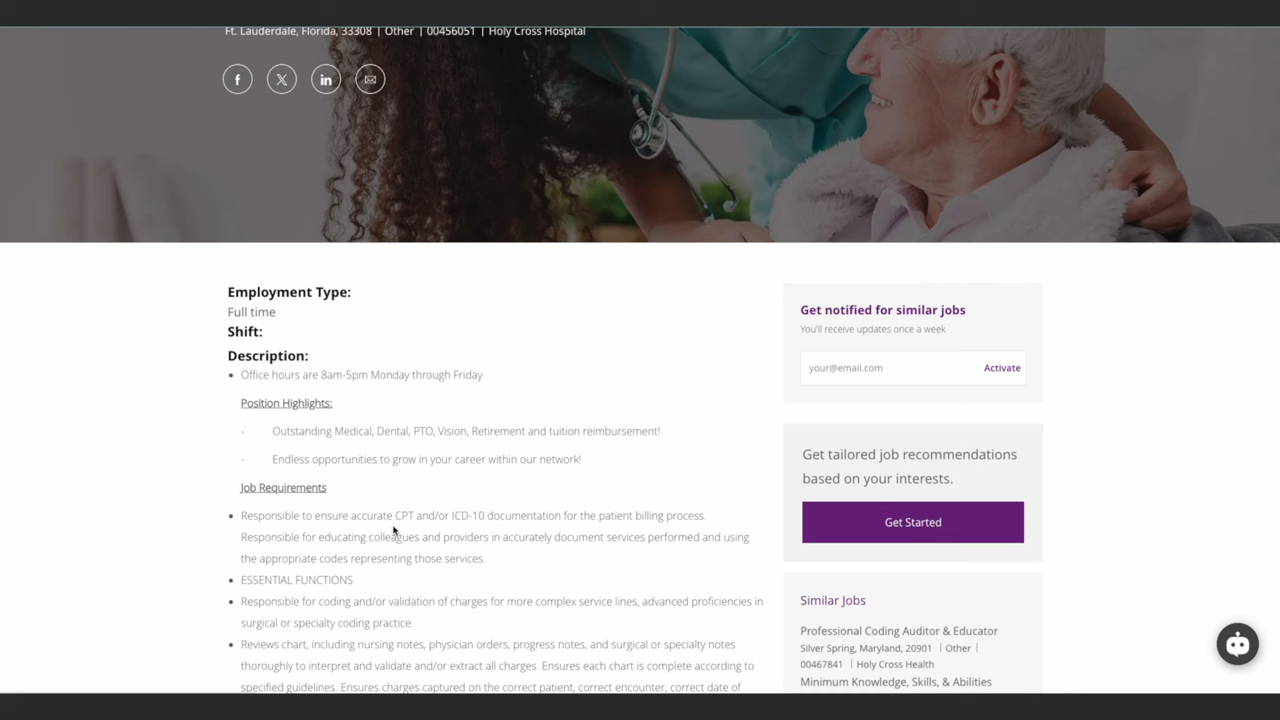 Ft. Lauderdale, Florida, 33308 | Other | 00456051 | Holy Cross Hospital
f X in
Employment Type:
Full time
Shift:
Description:
• Office hours are 8am-5pm Monday through Friday.
Position Highlights:
- Outstanding Medical, Dental, PTO, Vision, Retirement and tuition reimbursement!
- Endless opportunities to grow in your career within our network!
Job Requirements
• Responsible to ensure accurate CPT and/or ICD-10 documentation for the patient billing process.
Responsible for educating colleagues and providers in accurately document services performed and using
the appropriate codes representing those services.
• ESSENTIAL FUNCTIONS
• Responsible for coding and/or validation of charges for more complex service lines, advanced proficiencies in
surgical or specialty coding practice.
• Reviews chart, including nursing notes, physician orders, progress notes, and surgical or specialty notes
thoroughly to interpret and validate and/or extract all charges. Ensures each chart is complete according to
specified guidelines. Ensures charges captured on the correct patient, correct encounter, correct date of
Get notified for similar jobs
You'll receive updates once a week
your@email.com Activate
Get tailored job recommendations
based on your interests.
Get Started
Similar Jobs
Professional Coding Auditor & Educator
Silver Spring, Maryland, 20901 | Other |
00467841 | Holy Cross Health
Minimum Knowledge, Skills, & Abilities